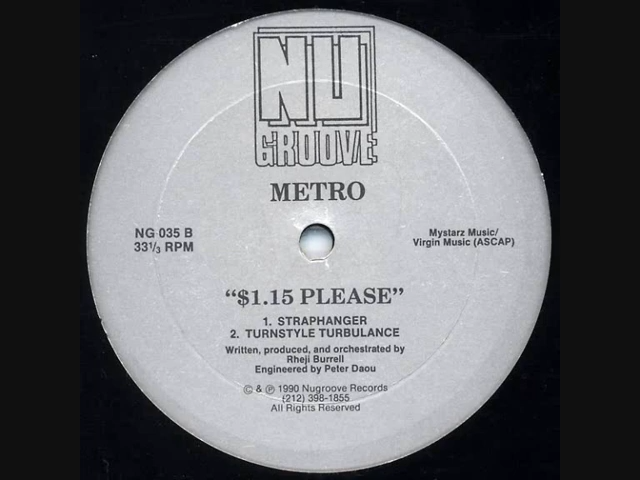 NU
GROOVE
METRO
NG 035 B
33⅓ RPM
Mystarz Music/
Virgin Music (ASCAP)
"$1.15 PLEASE"
1. STRAPHANGER
2. TURNSTYLE TURBULANCE
Written, produced, and orchestrated by
Rheji Burrell
Engineered by Peter Daou
© & ℗ 1990 Nugroove Records
(212) 398-1855
All Rights Reserved